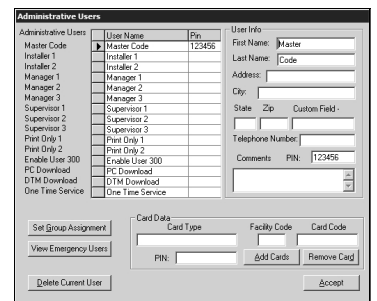 Administrative Users
Administrative Users
Master Code
Installer 1
Installer 2
Manager 1
Manager 2
Manager 3
Supervisor 1
Supervisor 2
Supervisor 3
Print Only 1
Print Only 2
Enable User 300
PC Download
DTM Download
One Time Service
User Name Pin
Master Code 123456
Installer 1
Installer 2
Manager 1
Manager 2
Manager 3
Supervisor 1
Supervisor 2
Supervisor 3
Print Only 1
Print Only 2
Enable User 300
PC Download
DTM Download
One Time Service
User Info
First Name: Master
Last Name: Code
Address:
City:
State Zip Custom Field -
Telephone Number:
Comments PIN: 123456
Set Group Assignment
View Emergency Users
Delete Current User
Card Data
Card Type Facility Code Card Code
PIN: Add Cards Remove Card
Accept